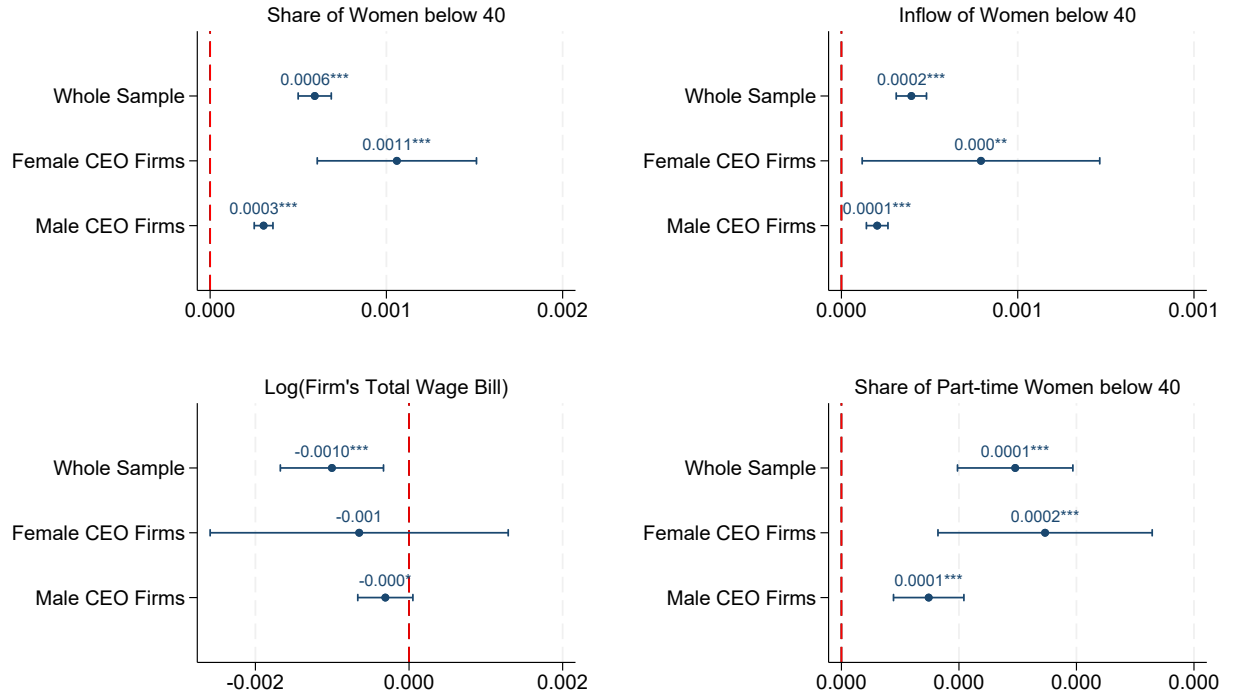 Share of Women below 40
Whole Sample
0.0006***
Female CEO Firms
0.0011***
Male CEO Firms
0.0003***
0.000 0.001 0.002
Inflow of Women below 40
Whole Sample
0.0002***
Female CEO Firms
0.000**
Male CEO Firms
0.0001***
0.000 0.001 0.001
Log(Firm's Total Wage Bill)
Whole Sample
-0.0010***
Female CEO Firms
-0.001
Male CEO Firms
-0.000*
-0.002 0.000 0.002
Share of Part-time Women below 40
Whole Sample
0.0001***
Female CEO Firms
0.0002***
Male CEO Firms
0.0001***
0.000 0.000 0.000 0.000